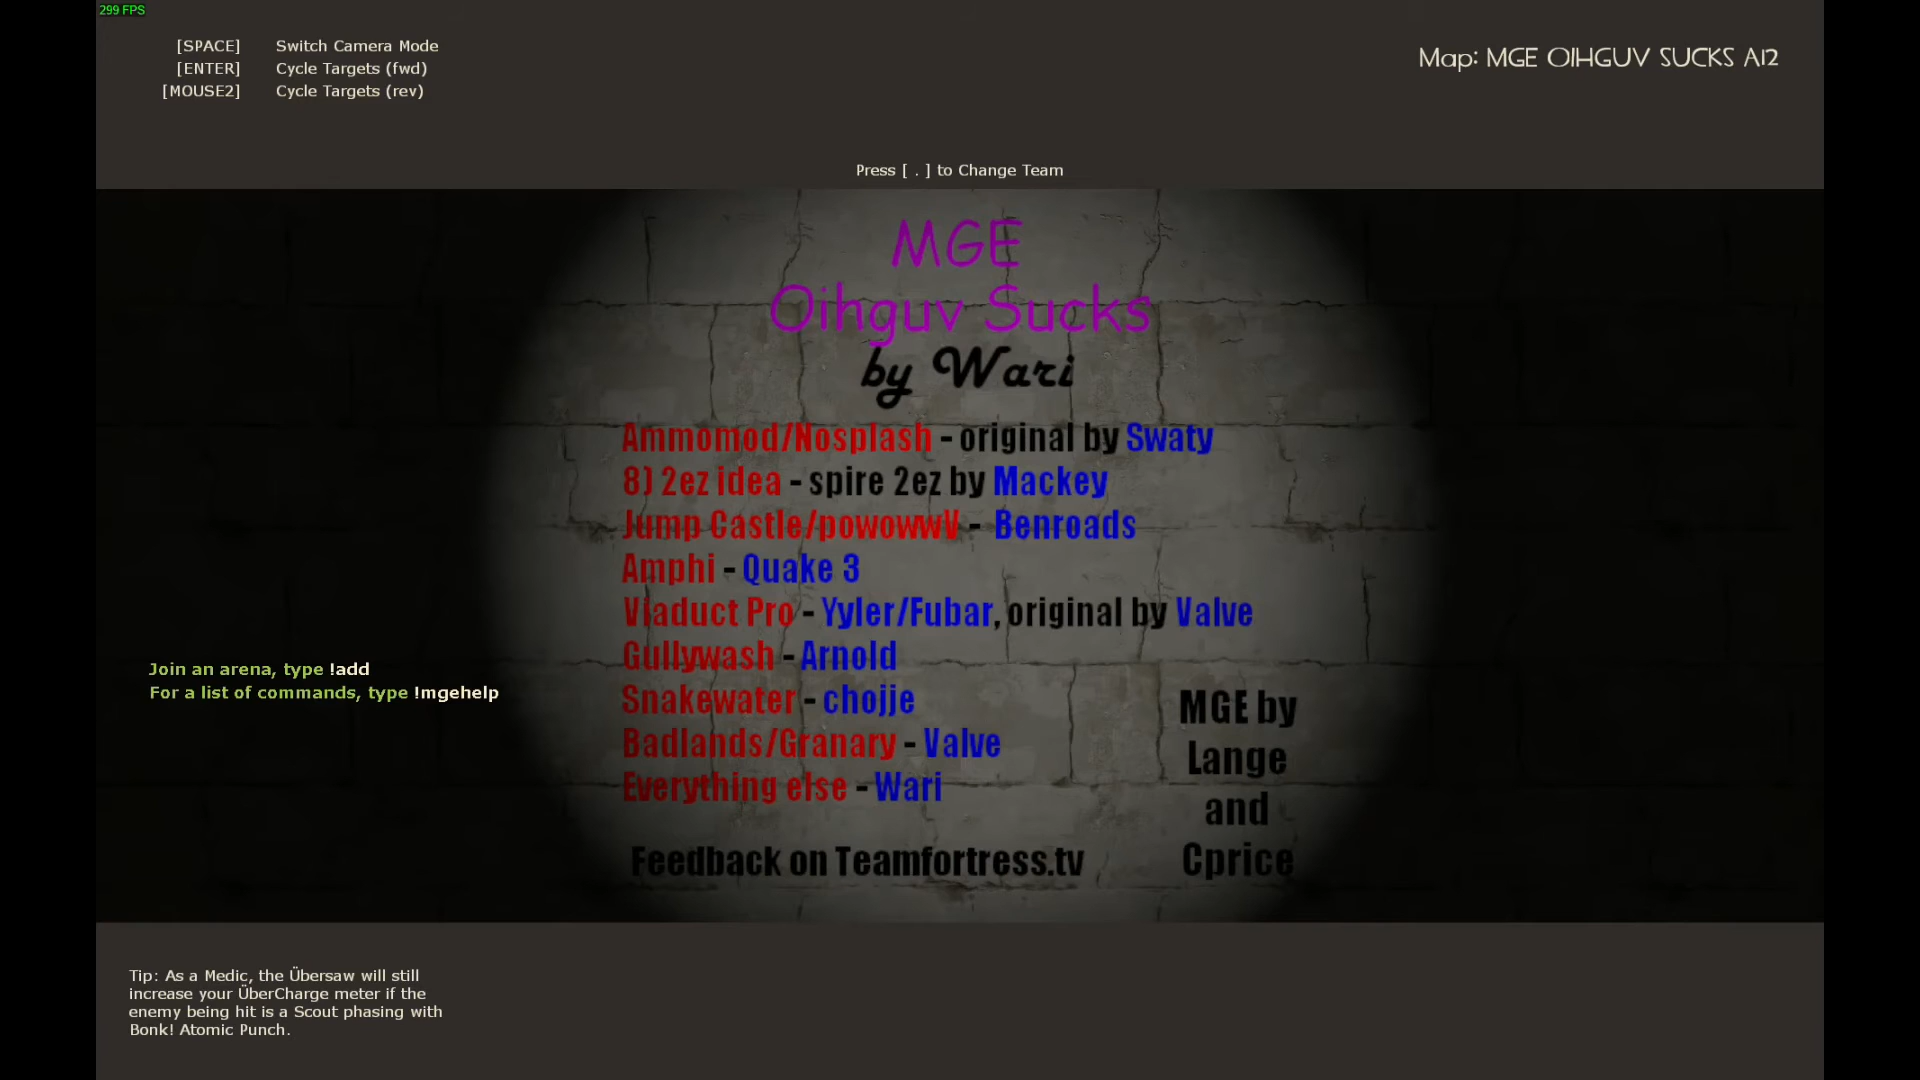 299 FPS
[SPACE] Switch Camera Mode
[ENTER] Cycle Targets (fwd)
[MOUSE2] Cycle Targets (rev)
Map: MGE OIHGUV SUCKS A12
Press [ . ] to Change Team
MGE
Oihguv Sucks
by Wari
Ammomod/Nosplash - original by Swaty
8) 2ez idea - spire 2ez by Mackey
Jump Castle/powowwV - Benroads
Amphi - Quake 3
Viaduct Pro - Yyler/Fubar, original by Valve
Gullywash - Arnold
Snakewater - chojje
Badlands/Granary - Valve
Everything else - Wari
Feedback on Teamfortress.tv
MGE by
Lange
and
Cprice
Join an arena, type !add
For a list of commands, type !mgehelp
Tip: As a Medic, the Übersaw will still
increase your ÜberCharge meter if the
enemy being hit is a Scout phasing with
Bonk! Atomic Punch.